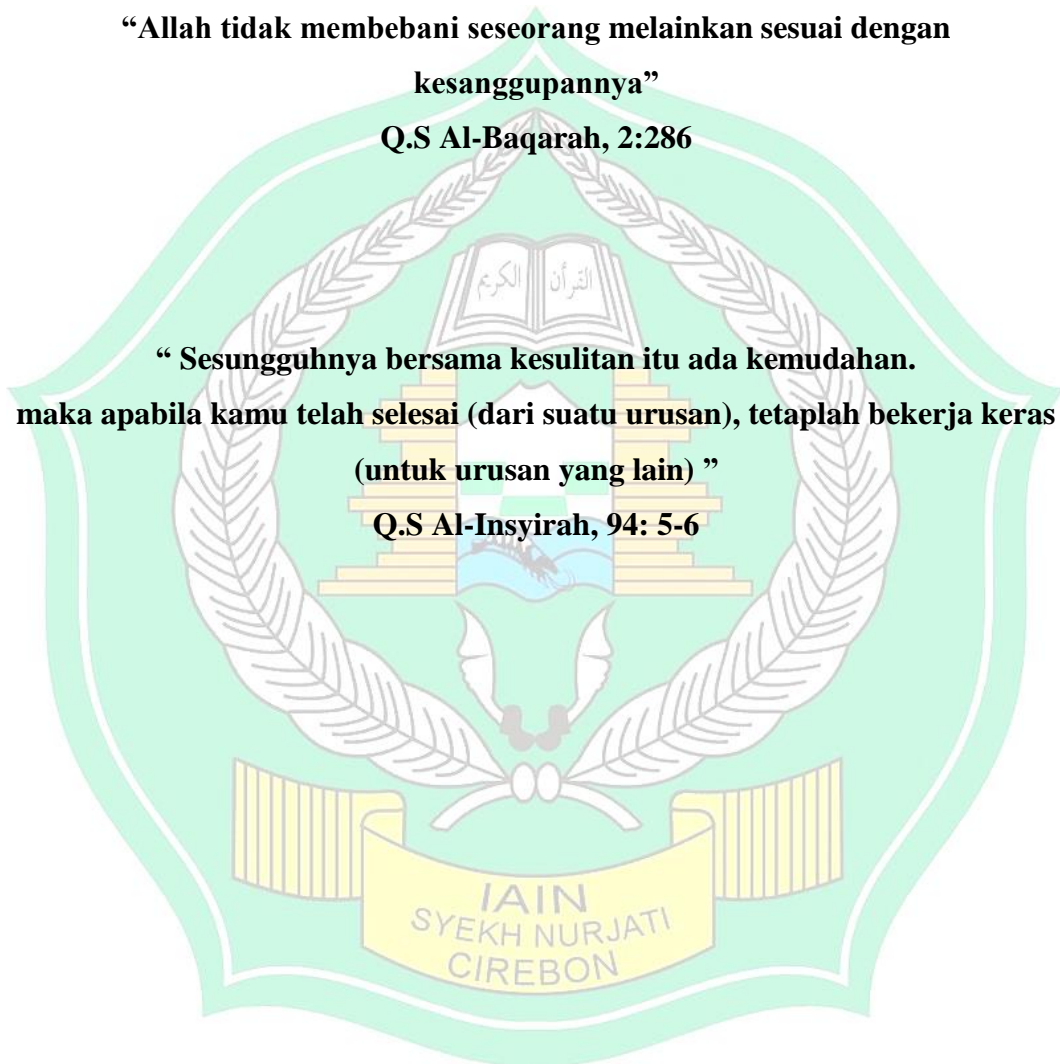 “Allah tidak membebani seseorang melainkan sesuai dengan
kesanggupannya”
Q.S Al-Baqarah, 2:286
الكريم القرأن
“ Sesungguhnya bersama kesulitan itu ada kemudahan.
maka apabila kamu telah selesai (dari suatu urusan), tetaplah bekerja keras
(untuk urusan yang lain) ”
Q.S Al-Insyirah, 94: 5-6
IAIN
SYEKH NURJATI
CIREBON